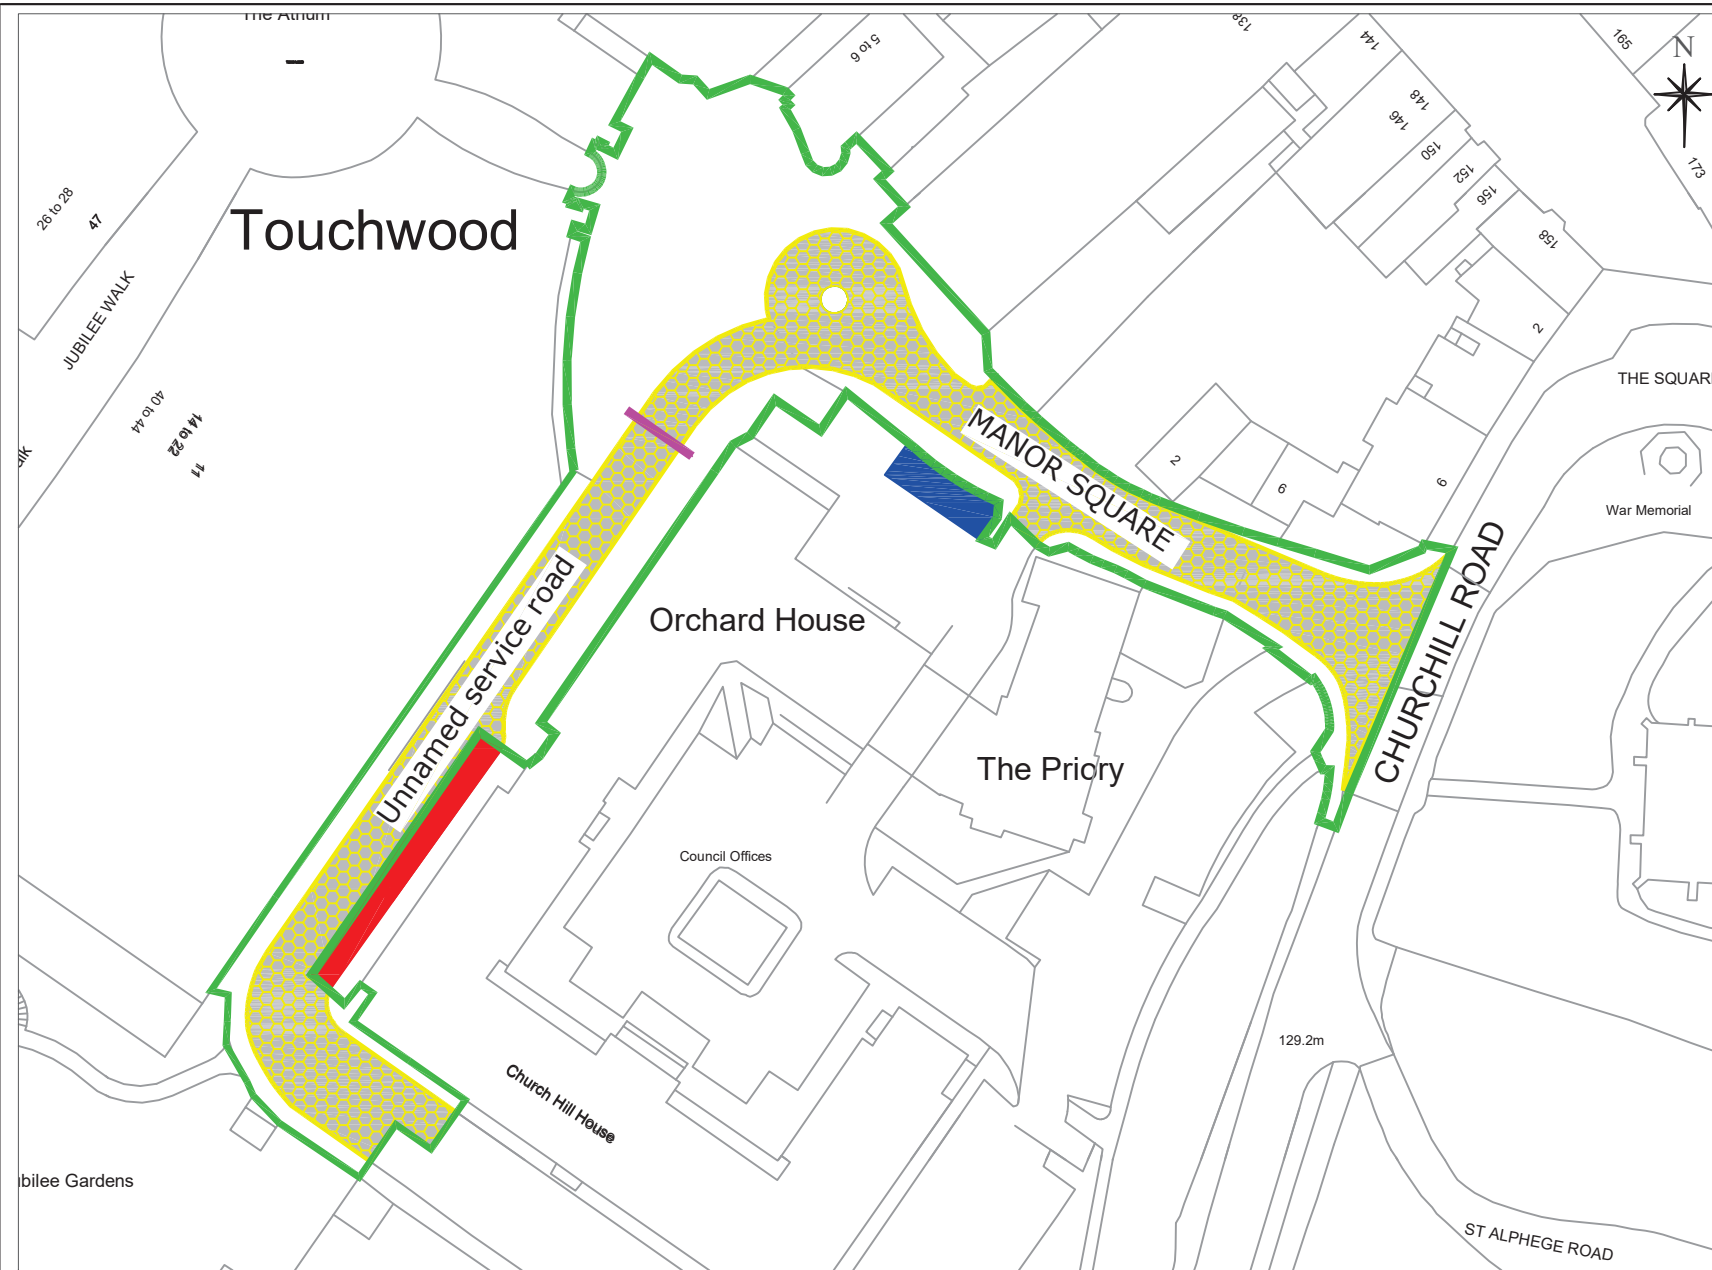 The Atrium
5 to 6
138
144
165
N
148
146
150
152
156
158
173
26 to 28
47
Touchwood
JUBILEE WALK
2
THE SQUAR
40 to 44
14 to 22
11
MANOR SQUARE
2
6
6
War Memorial
Unnamed service road
Orchard House
CHURCHILL ROAD
The Priory
Council Offices
129.2m
Church Hill House
bilee Gardens
ST ALPHEGE ROAD